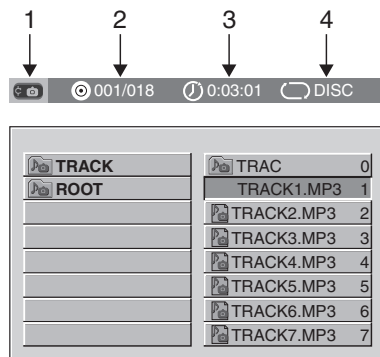 1 2 3 4
001/018 0:03:01 DISC
TRACK
ROOT
TRAC 0
TRACK1.MP3 1
TRACK2.MP3 2
TRACK3.MP3 3
TRACK4.MP3 4
TRACK5.MP3 5
TRACK6.MP3 6
TRACK7.MP3 7